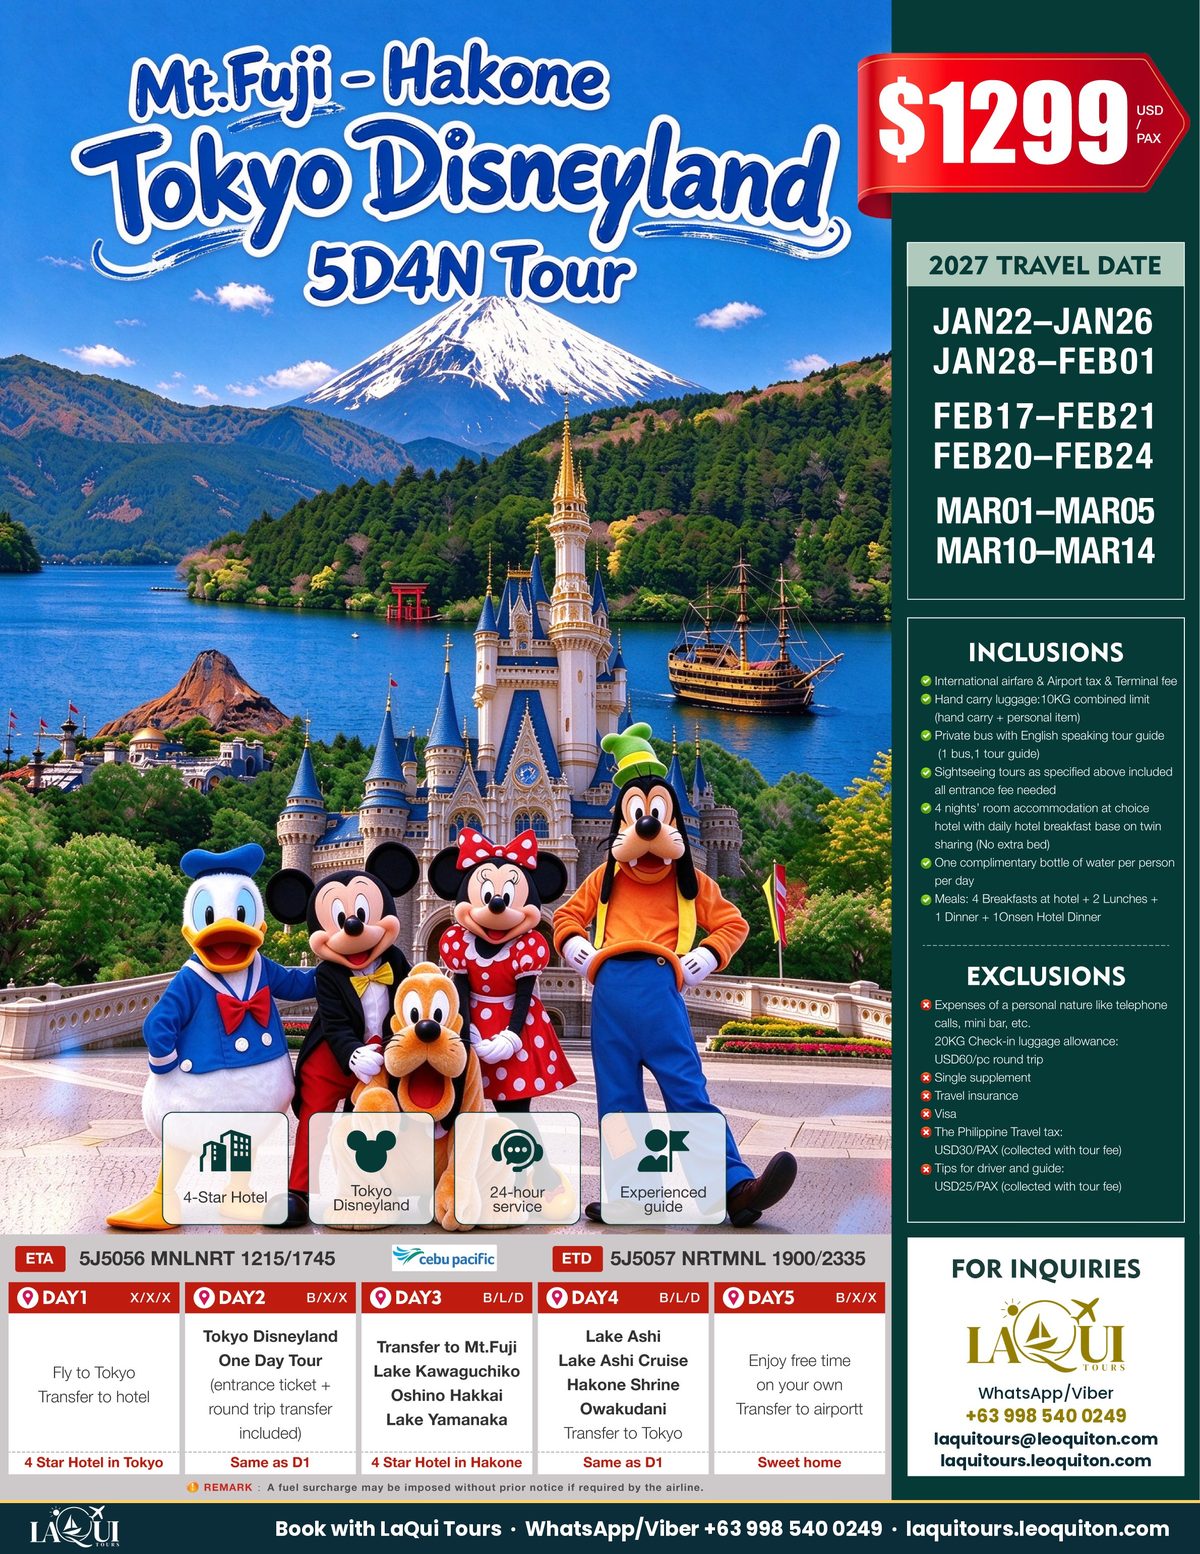 Mt.Fuji - Hakone
Tokyo Disneyland
5D4N Tour
$1299
USD
/
PAX
2027 TRAVEL DATE
JAN22–JAN26
JAN28–FEB01
FEB17–FEB21
FEB20–FEB24
MAR01–MAR05
MAR10–MAR14
INCLUSIONS
International airfare & Airport tax & Terminal fee
Hand carry luggage:10KG combined limit
(hand carry + personal item)
Private bus with English speaking tour guide
(1 bus,1 tour guide)
Sightseeing tours as specified above included
all entrance fee needed
4 nights' room accommodation at choice
hotel with daily hotel breakfast base on twin
sharing (No extra bed)
One complimentary bottle of water per person
per day
Meals: 4 Breakfasts at hotel + 2 Lunches +
1 Dinner + 1Onsen Hotel Dinner
EXCLUSIONS
Expenses of a personal nature like telephone
calls, mini bar, etc.
20KG Check-in luggage allowance:
USD60/pc round trip
Single supplement
Travel insurance
Visa
The Philippine Travel tax:
USD30/PAX (collected with tour fee)
Tips for driver and guide:
USD25/PAX (collected with tour fee)
4-Star Hotel
Tokyo
Disneyland
24-hour
service
Experienced
guide
ETA 5J5056 MNLNRT 1215/1745
cebu pacific
ETD 5J5057 NRTMNL 1900/2335
DAY1 X/X/X
Fly to Tokyo
Transfer to hotel
4 Star Hotel in Tokyo
DAY2 B/X/X
Tokyo Disneyland
One Day Tour
(entrance ticket +
round trip transfer
included)
Same as D1
DAY3 B/L/D
Transfer to Mt.Fuji
Lake Kawaguchiko
Oshino Hakkai
Lake Yamanaka
4 Star Hotel in Hakone
DAY4 B/L/D
Lake Ashi
Lake Ashi Cruise
Hakone Shrine
Owakudani
Transfer to Tokyo
Same as D1
DAY5 B/X/X
Enjoy free time
on your own
Transfer to airportt
Sweet home
REMARK : A fuel surcharge may be imposed without prior notice if required by the airline.
FOR INQUIRIES
LAQUI
TOURS
WhatsApp/Viber
+63 998 540 0249
laquitours@leoquiton.com
laquitours.leoquiton.com
LAQUI
TOURS
Book with LaQui Tours · WhatsApp/Viber +63 998 540 0249 · laquitours.leoquiton.com